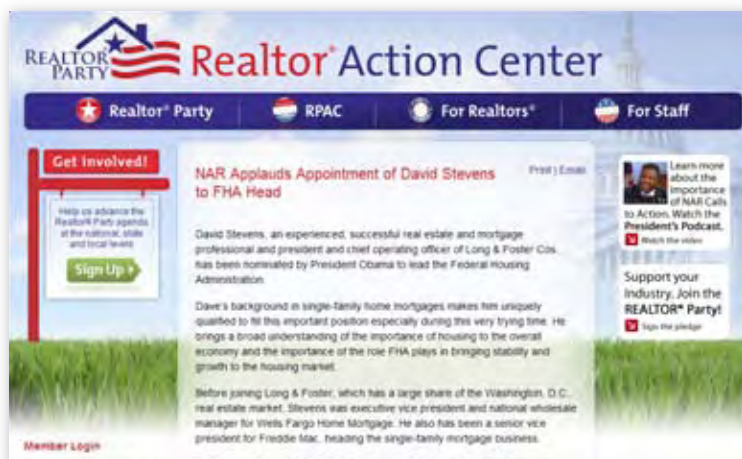 REALTOR®
PARTY
Realtor® Action Center
Realtor® Party
RPAC
For Realtors®
For Staff
Get Involved!
Help us advance the
Realtor® Party agenda
at the national, state
and local levels
Sign Up
NAR Applauds Appointment of David Stevens
to FHA Head
Print | Email
David Stevens, an experienced, successful real estate and mortgage
professional and president and chief operating officer of Long & Foster Cos.
has been nominated by President Obama to lead the Federal Housing
Administration.
Dave's background in single-family home mortgages makes him uniquely
qualified to fill this important position especially during this very trying time. He
brings a broad understanding of the importance of housing to the overall
economy and the importance of the role FHA plays in bringing stability and
growth to the housing market.
Before joining Long & Foster, which has a large share of the Washington, D.C.,
real estate market, Stevens was executive vice president and national wholesale
manager for Wells Fargo Home Mortgage. He also has been a senior vice
president for Freddie Mac, heading the single-family mortgage business.
Learn more
about the
importance
of NAR Calls
to Action. Watch the
President's Podcast.
Watch the video
Support your
Industry. Join the
REALTOR® Party!
Sign the pledge
Member Login